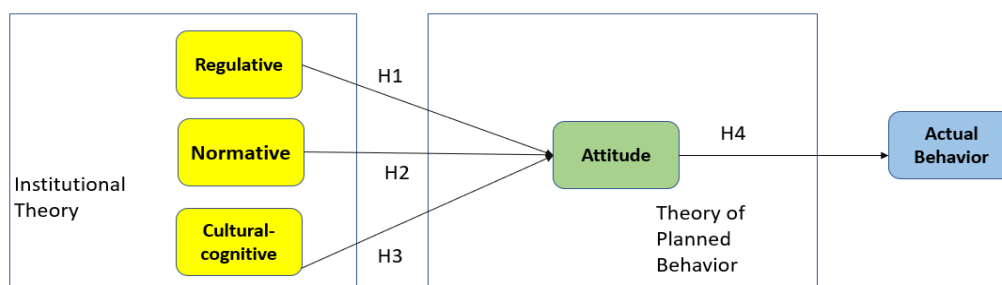 Regulative
H1
Normative
H2
Institutional
Theory
Cultural-
cognitive
H3
Attitude
H4
Theory of
Planned
Behavior
Actual
Behavior